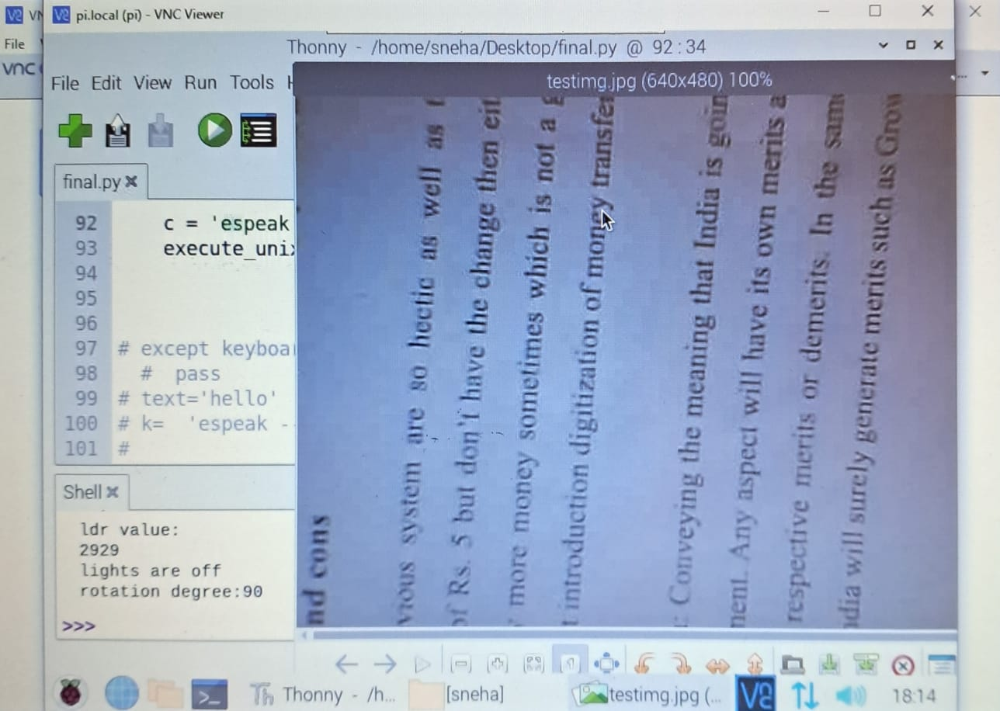 VN
pi.local (pi) - VNC Viewer
File
vnc
Thonny - /home/sneha/Desktop/final.py @ 92 : 34
File Edit View Run Tools
testimg.jpg (640x480) 100%
final.py
92 c = 'espeak
93 execute_uni
94
95
96
97 # except keyboa
98 # pass
99 # text='hello'
100 # k= 'espeak -
101 #
Shell
ldr value:
2929
lights are off
rotation degree:90
>>>
nd cons
vious system are so hectic as well as
of Rs. 5 but don't have the change then eit
more money sometimes which is not a g
t introduction digitization of money transfer
: Conveying the meaning that India is goin
ment. Any aspect will have its own merits a
respective merits or demerits. In the same
ndia will surely generate merits such as Grow
Thonny - /h...
[sneha]
testimg.jpg (...
18:14